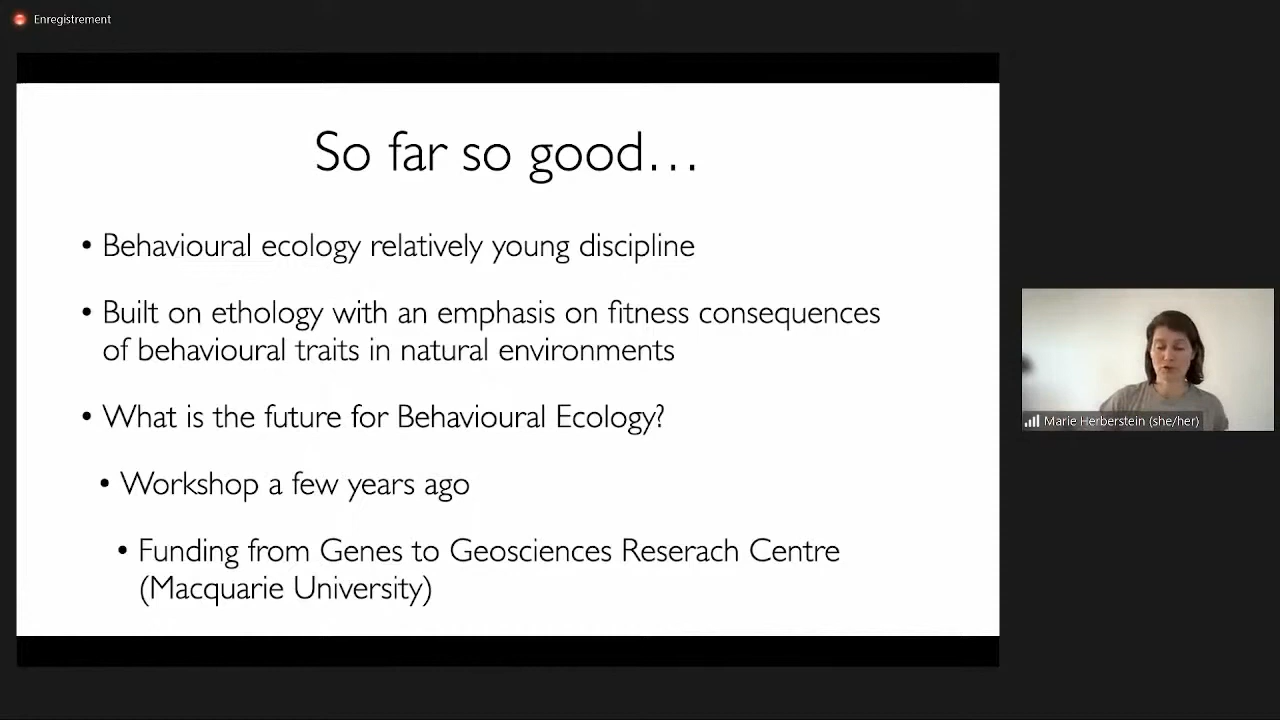 Enregistrement
So far so good...
• Behavioural ecology relatively young discipline
• Built on ethology with an emphasis on fitness consequences
of behavioural traits in natural environments
• What is the future for Behavioural Ecology?
• Workshop a few years ago
• Funding from Genes to Geosciences Reserach Centre
(Macquarie University)
Marie Herberstein (she/her)